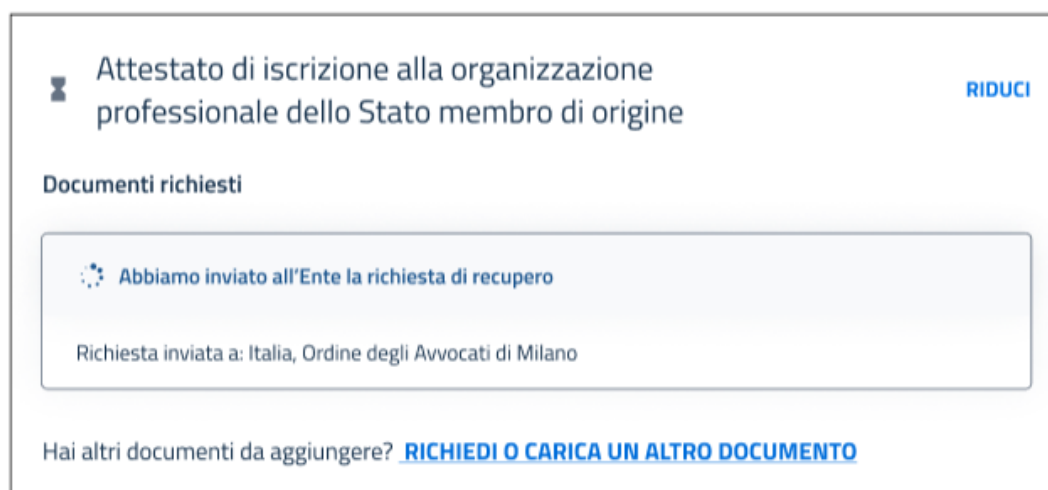 Attestato di iscrizione alla organizzazione
professionale dello Stato membro di origine
RIDUCI
Documenti richiesti
Abbiamo inviato all'Ente la richiesta di recupero
Richiesta inviata a: Italia, Ordine degli Avvocati di Milano
Hai altri documenti da aggiungere? RICHIEDI O CARICA UN ALTRO DOCUMENTO